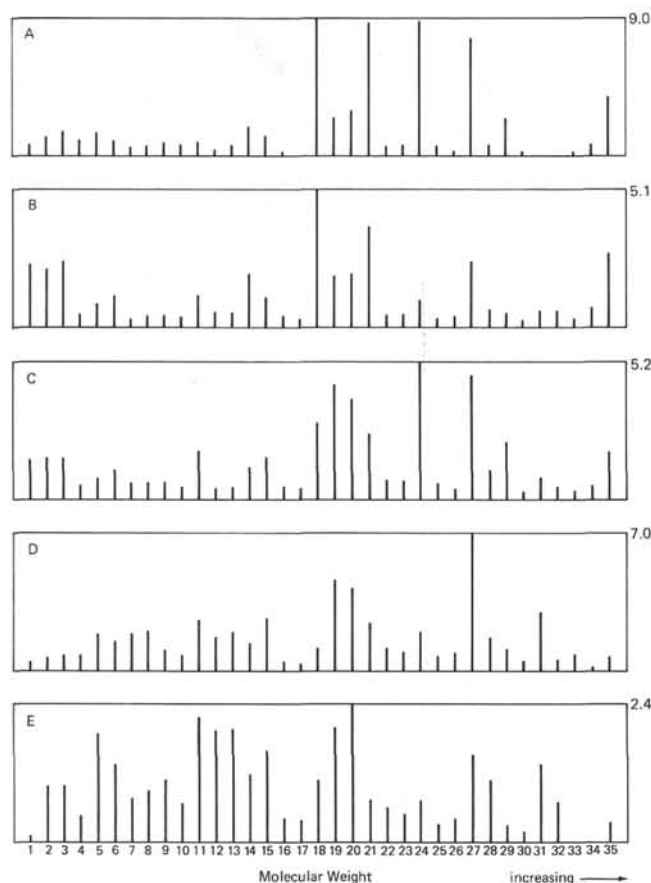 A
9.0
B
5.1
C
5.2
D
7.0
E
2.4
1 2 3 4 5 6 7 8 9 10 11 12 13 14 15 16 17 18 19 20 21 22 23 24 25 26 27 28 29 30 31 32 33 34 35
Molecular Weight increasing